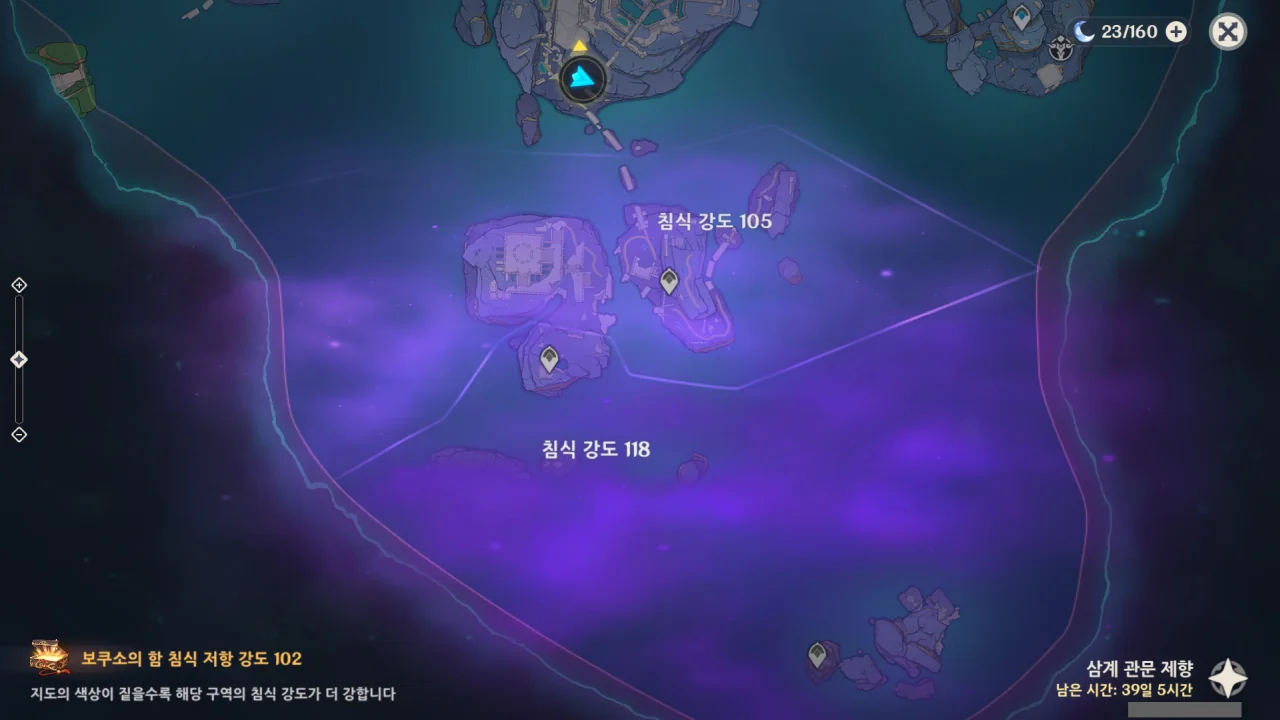 23/160
침식 강도 105
침식 강도 118
보쿠소의 함 침식 저항 강도 102
지도의 색상이 짙을수록 해당 구역의 침식 강도가 더 강합니다
삼계 관문 제향
남은 시간: 39일 5시간